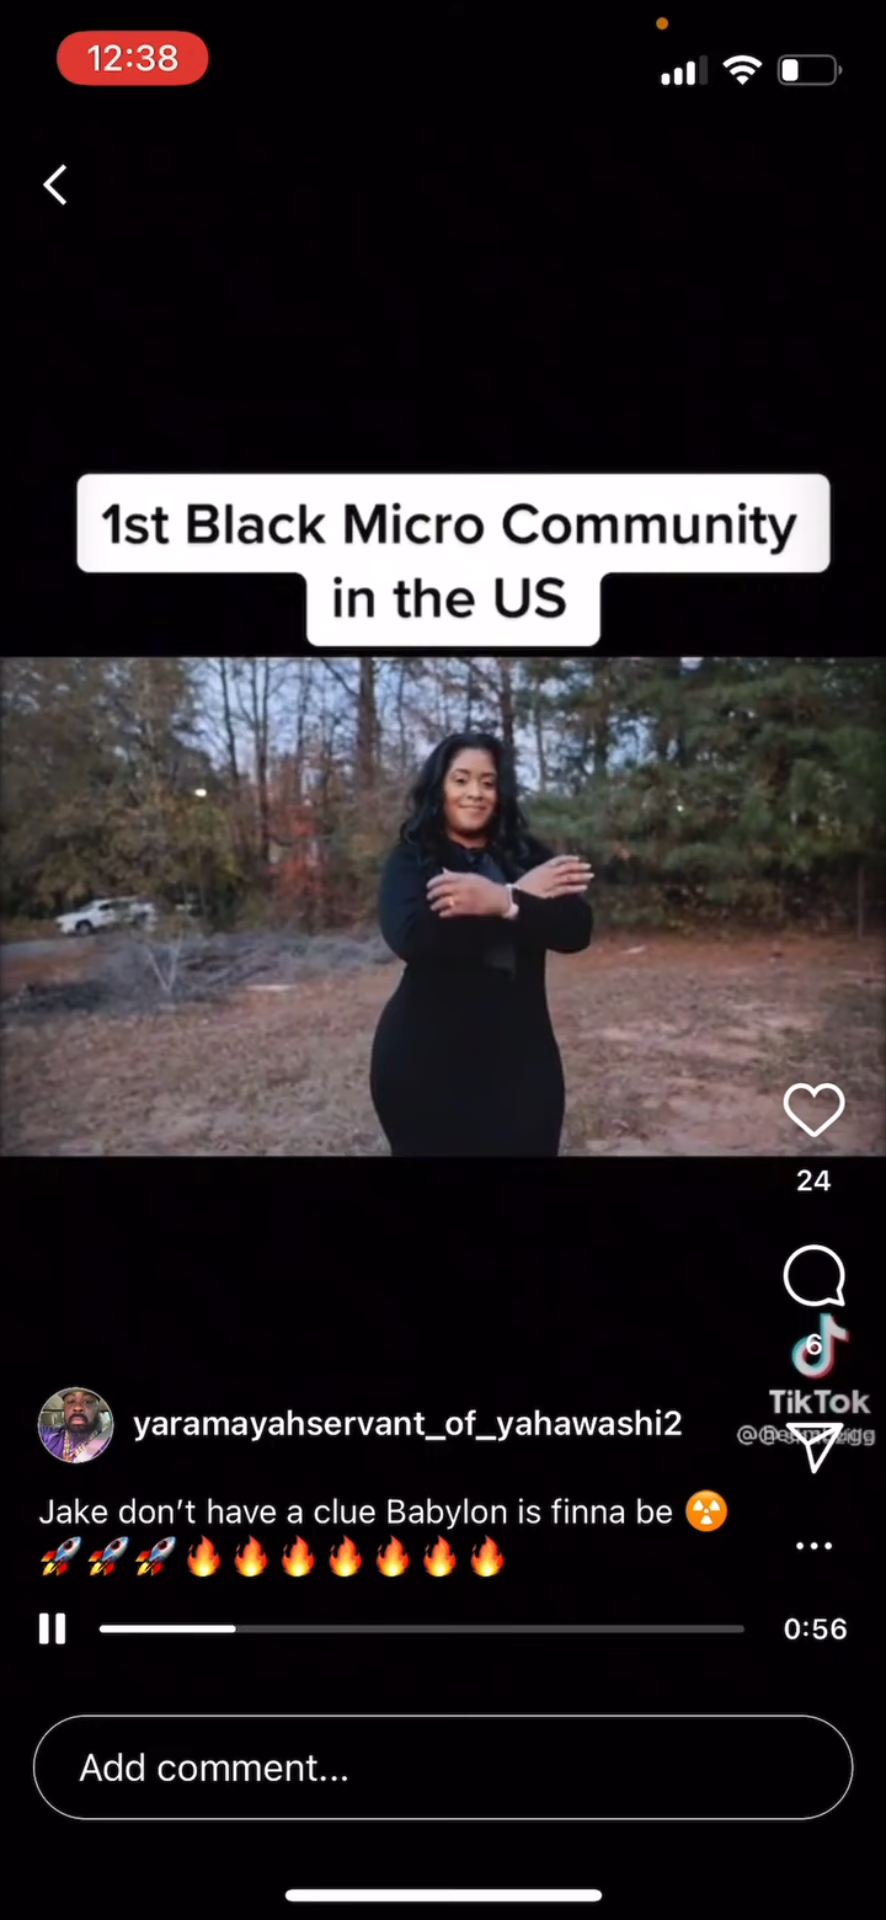 12:38
1st Black Micro Community
in the US
24
6
TikTok
yaramayahservant_of_yahawashi2
Jake don't have a clue Babylon is finna be ☢️
🚀🚀🚀🔥🔥🔥🔥🔥🔥🔥
0:56
Add comment...